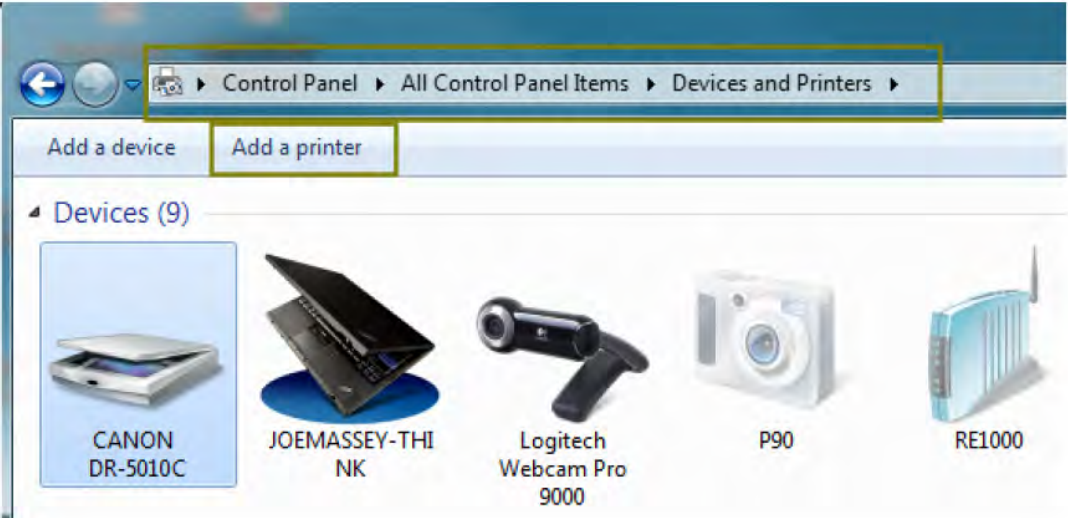 Control Panel All Control Panel Items Devices and Printers
Add a device Add a printer
Devices (9)
CANON
DR-5010C
JOEMASSEY-THI
NK
Logitech
Webcam Pro
9000
P90
RE1000